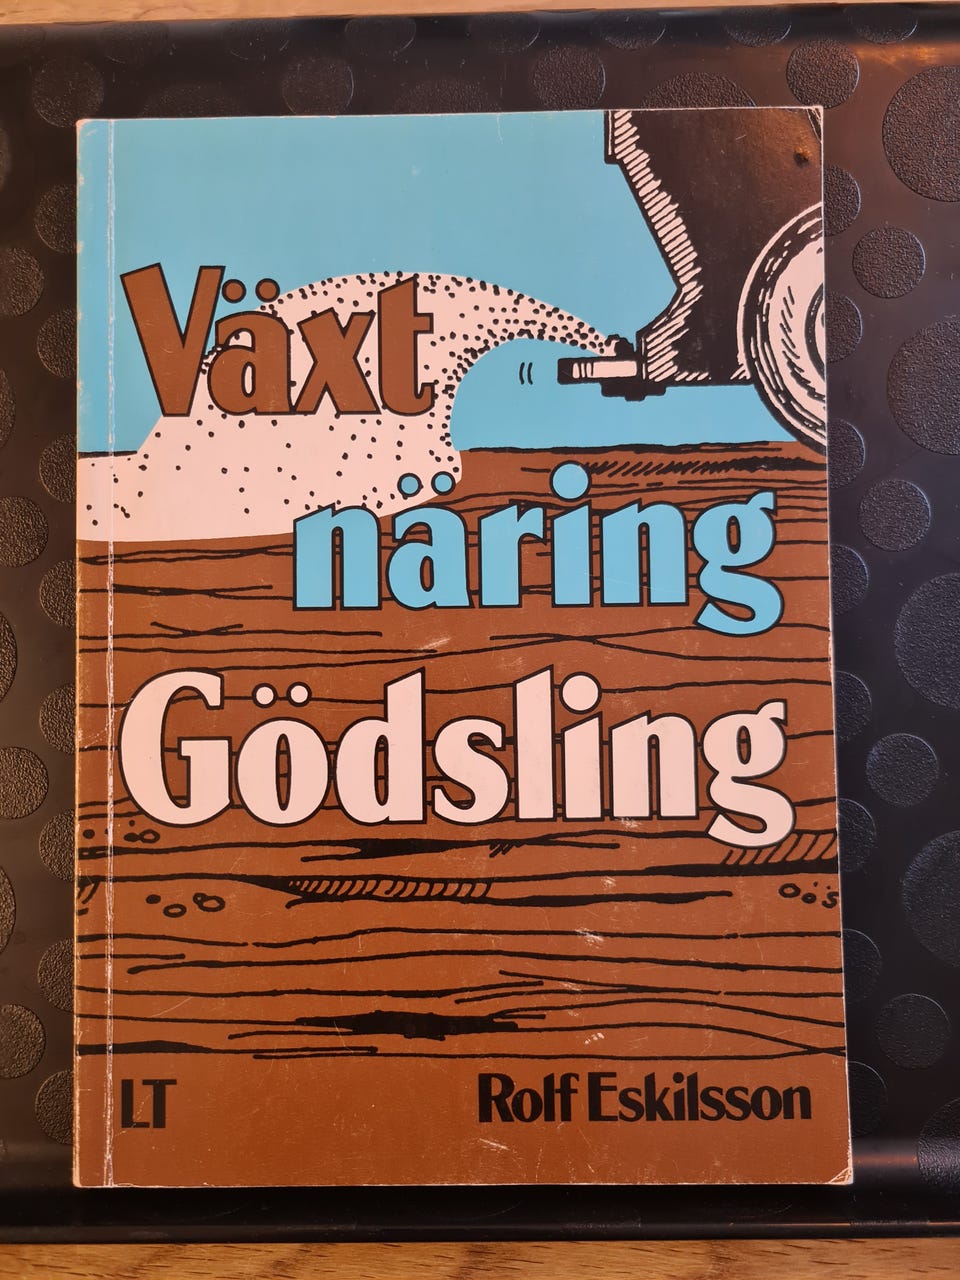 Växt
näring
Gödsling
LT
Rolf Eskilsson